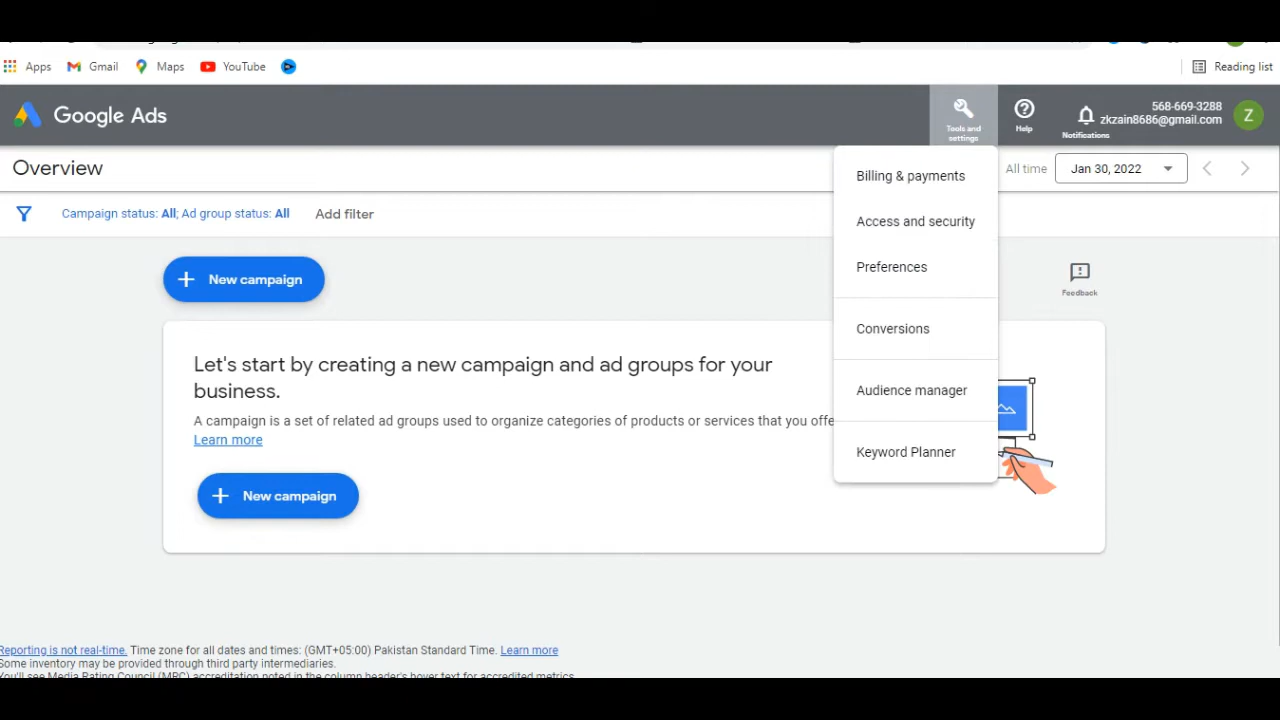 Apps
Gmail
Maps
YouTube
Reading list
Google Ads
Tools and
settings
Help
Notifications
568-669-3288
zkzain8686@gmail.com
Z
Overview
All time
Jan 30, 2022
Campaign status: All; Ad group status: All
Add filter
Billing & payments
Access and security
Preferences
Conversions
Audience manager
Keyword Planner
New campaign
Feedback
Let's start by creating a new campaign and ad groups for your
business.
A campaign is a set of related ad groups used to organize categories of products or services that you offe
Learn more
New campaign
Reporting is not real-time. Time zone for all dates and times: (GMT+05:00) Pakistan Standard Time. Learn more
Some inventory may be provided through third party intermediaries.
You'll see Media Rating Council (MRC) accreditation noted in the column header's hover text for accredited metrics.